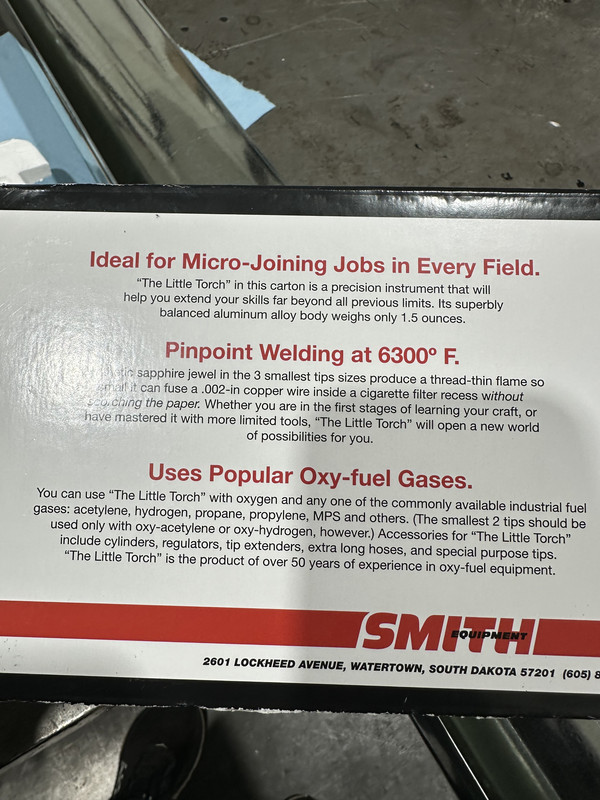 Ideal for Micro-Joining Jobs in Every Field.
“The Little Torch” in this carton is a precision instrument that will
help you extend your skills far beyond all previous limits. Its superbly
balanced aluminum alloy body weighs only 1.5 ounces.
Pinpoint Welding at 6300º F.
sapphire jewel in the 3 smallest tips sizes produce a thread-thin flame so
small it can fuse a .002-in copper wire inside a cigarette filter recess without
scorching the paper. Whether you are in the first stages of learning your craft, or
have mastered it with more limited tools, “The Little Torch” will open a new world
of possibilities for you.
Uses Popular Oxy-fuel Gases.
You can use “The Little Torch” with oxygen and any one of the commonly available industrial fuel
gases: acetylene, hydrogen, propane, propylene, MPS and others. (The smallest 2 tips should be
used only with oxy-acetylene or oxy-hydrogen, however.) Accessories for “The Little Torch”
include cylinders, regulators, tip extenders, extra long hoses, and special purpose tips.
“The Little Torch” is the product of over 50 years of experience in oxy-fuel equipment.
SMITH
EQUIPMENT
2601 LOCKHEED AVENUE, WATERTOWN, SOUTH DAKOTA 57201 (605) 8